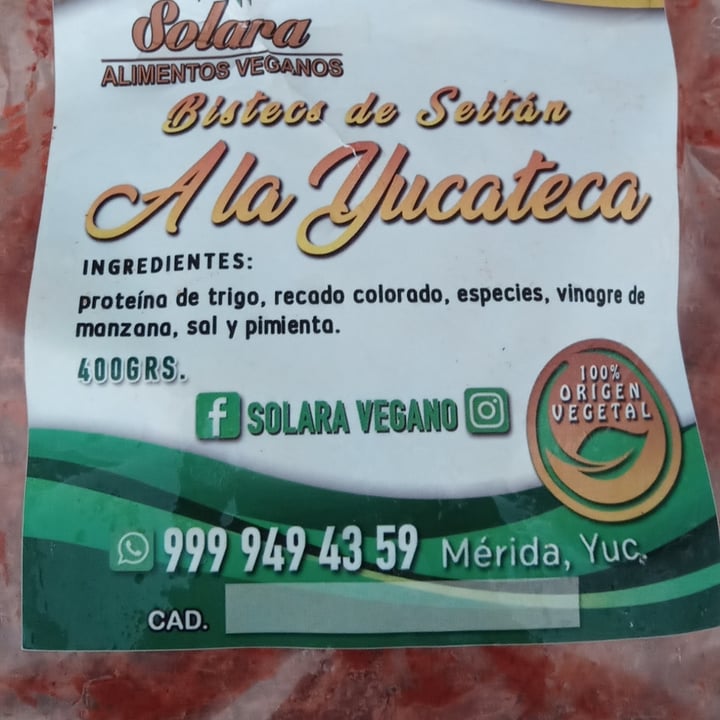 Solara
ALIMENTOS VEGANOS
Bistecs de Seitán
A la Yucateca
INGREDIENTES:
proteína de trigo, recado colorado, especies, vinagre de
manzana, sal y pimienta.
400GRS.
SOLARA VEGANO
100%
ORIGEN
VEGETAL
999 949 43 59 Mérida, Yuc.
CAD.